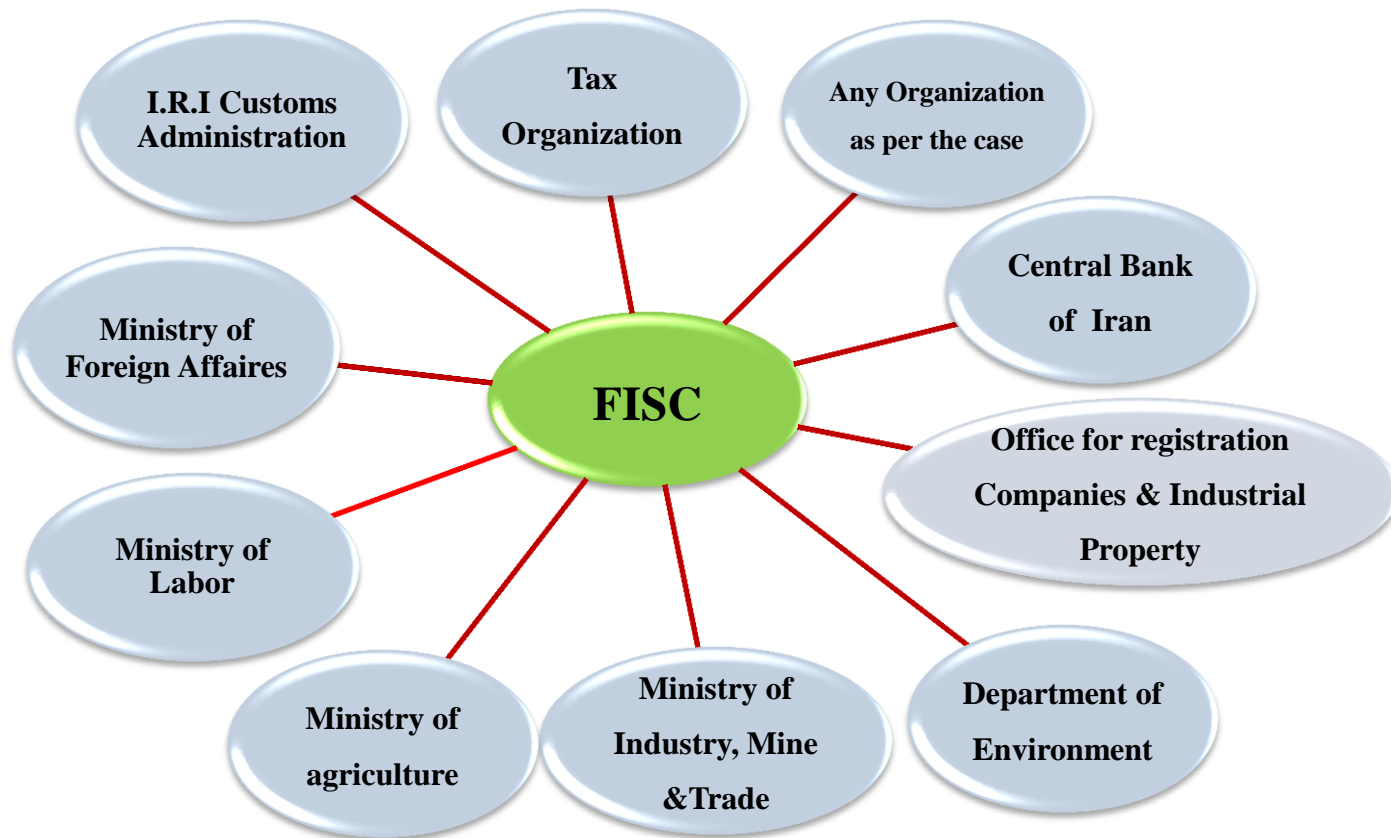 I.R.I Customs
Administration
Tax
Organization
Any Organization
as per the case
Central Bank
of Iran
Ministry of
Foreign Affaires
FISC
Office for registration
Companies & Industrial
Property
Ministry of
Labor
Ministry of
agriculture
Ministry of
Industry, Mine
&Trade
Department of
Environment